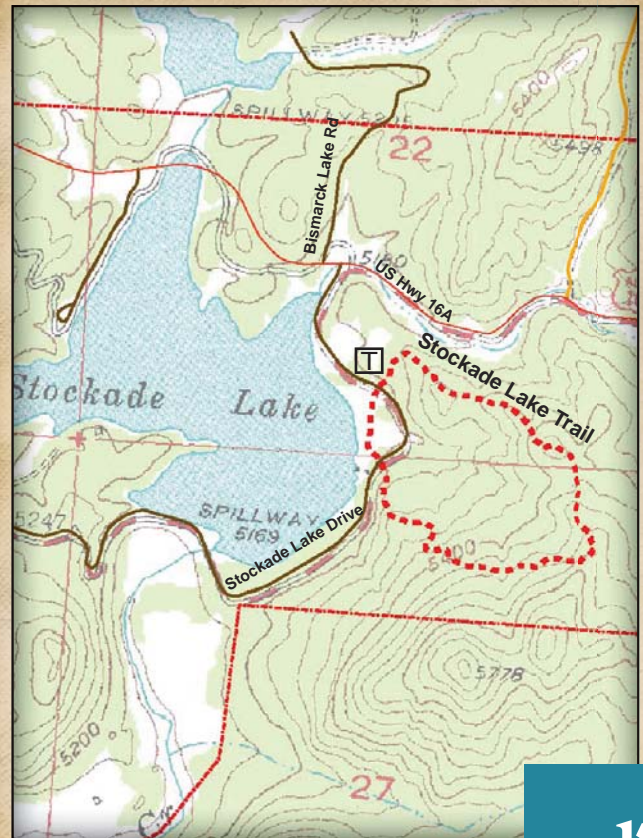 5400
SPILLWAY
22
5498
Bismarck Lake Rd
US Hwy 16A
T
Stockade Lake Trail
Stockade Lake
5247
SPILLWAY
5169
Stockade Lake Drive
5400
5778
5200
27
Cr